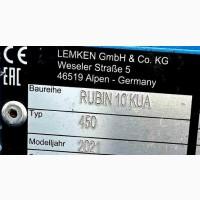 CE
EAC
LEMKEN GmbH & Co. KG
Weseler Straße 5
46519 Alpen - Germany
Baureihe
RUBIN 10 KUA
Typ
450
Modelljahr
2021